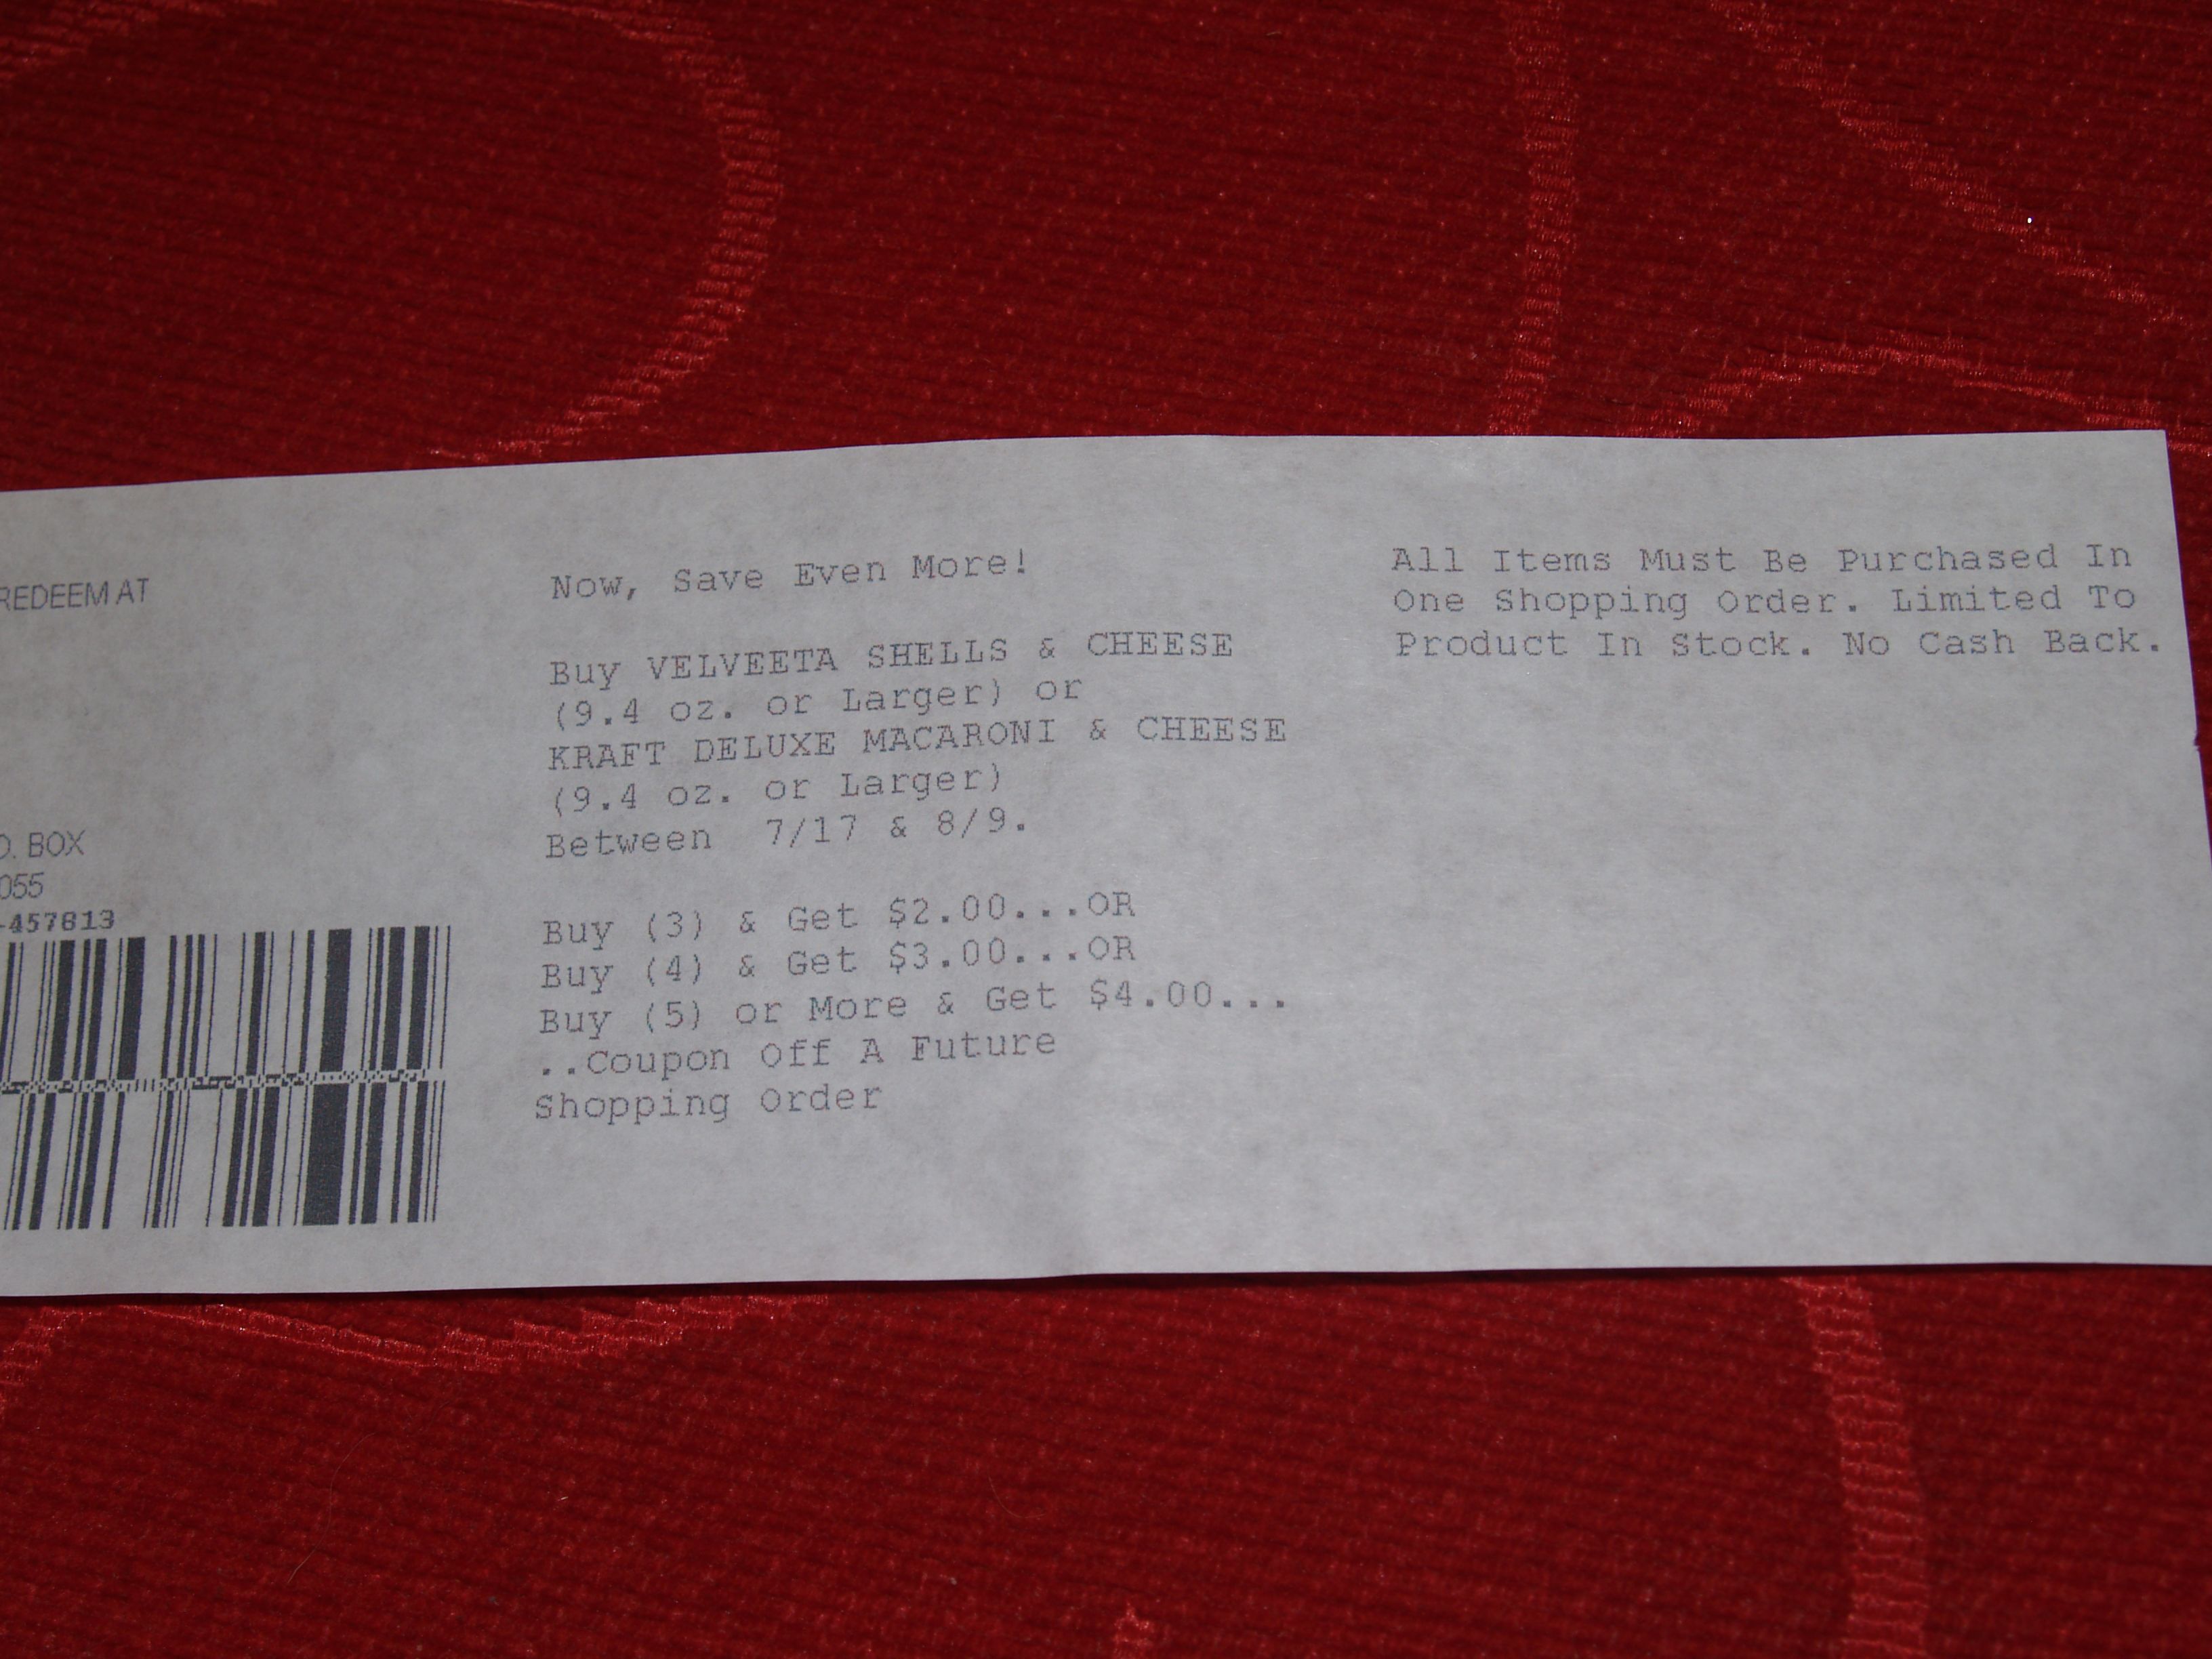 REDEEM AT
O. BOX
055
-457813
Now, Save Even More!
Buy VELVEETA SHELLS & CHEESE
(9.4 oz. or Larger) or
KRAFT DELUXE MACARONI & CHEESE
(9.4 oz. or Larger)
Between 7/17 & 8/9.
Buy (3) & Get $2.00...OR
Buy (4) & Get $3.00...OR
Buy (5) or More & Get $4.00...
..Coupon Off A Future
Shopping Order
All Items Must Be Purchased In
One Shopping Order. Limited To
Product In Stock. No Cash Back.